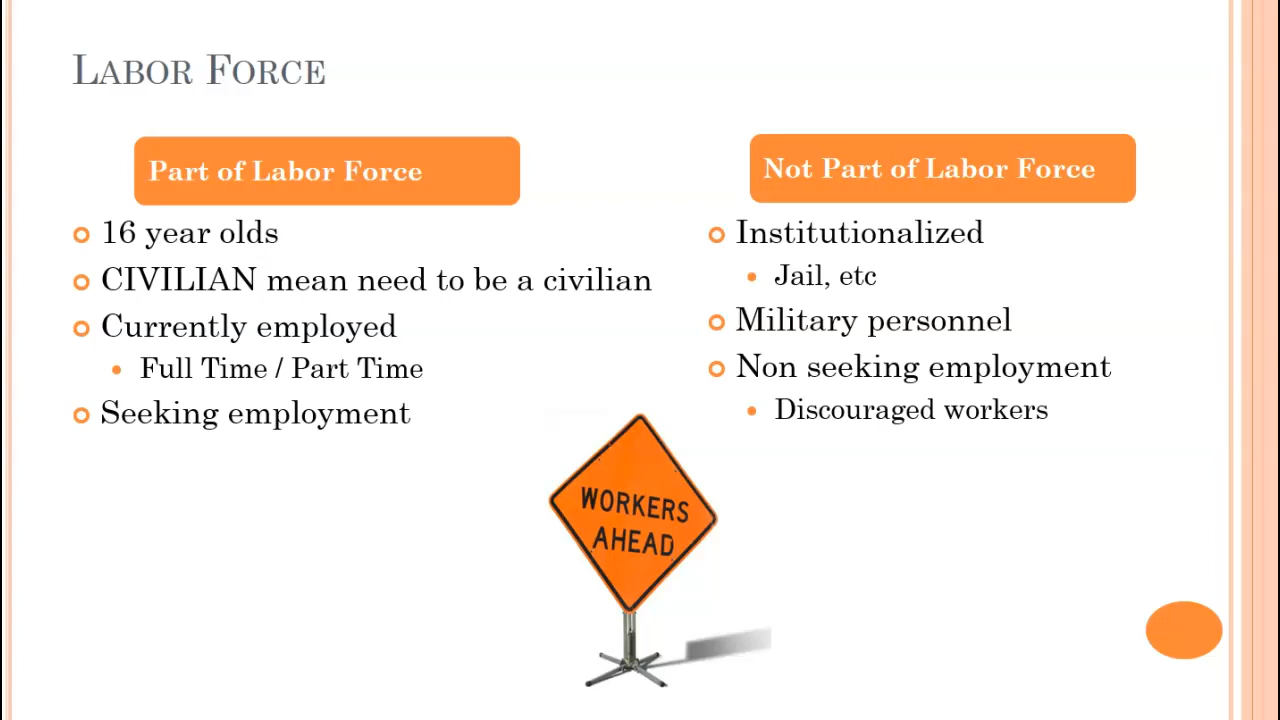 LABOR FORCE
Part of Labor Force
16 year olds
CIVILIAN mean need to be a civilian
Currently employed
Full Time / Part Time
Seeking employment
Not Part of Labor Force
Institutionalized
Jail, etc
Military personnel
Non seeking employment
Discouraged workers
WORKERS
AHEAD